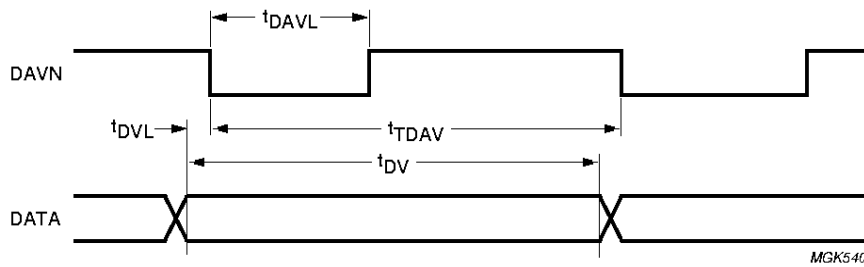 tDAVL
DAVN
tDVL
tTDAV
tDV
DATA
MGK540